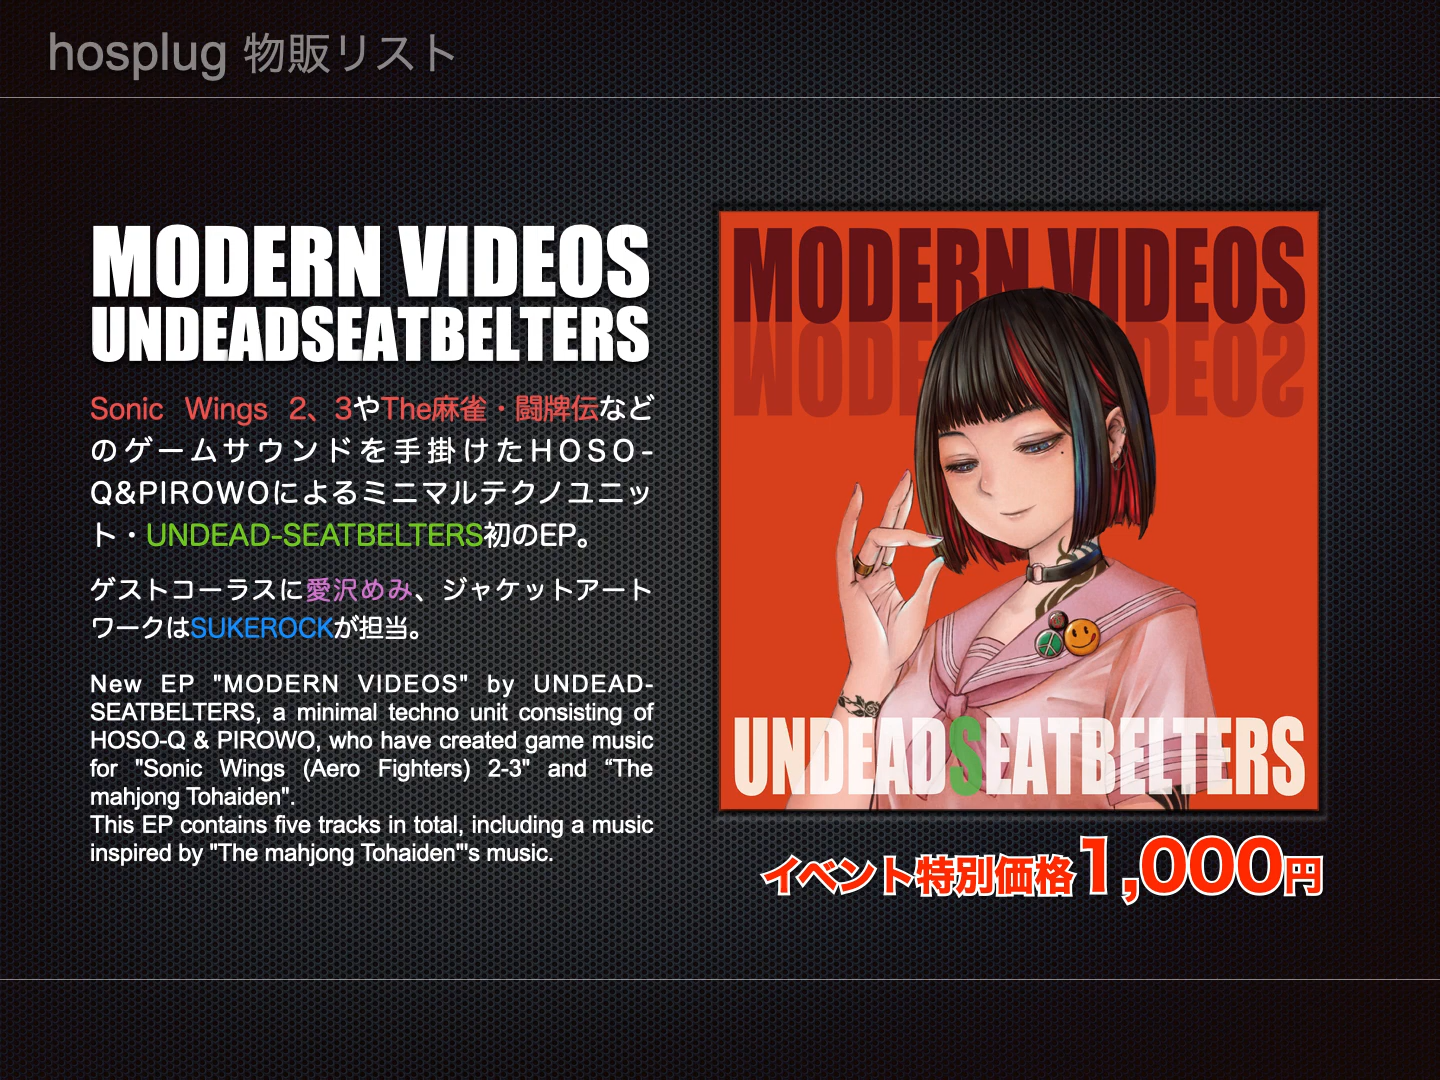 hosplug 物販リスト
MODERN VIDEOS
UNDEADSEATBELTERS
Sonic Wings 2、3やThe麻雀・闘牌伝など
のゲームサウンドを手掛けたHOSO-
Q&PIROWOによるミニマルテクノユニッ
ト・UNDEAD-SEATBELTERS初のEP。
ゲストコーラスに愛沢めみ、ジャケットアート
ワークはSUKEROCKが担当。
New EP "MODERN VIDEOS" by UNDEAD-
SEATBELTERS, a minimal techno unit consisting of
HOSO-Q & PIROWO, who have created game music
for "Sonic Wings (Aero Fighters) 2-3" and “The
mahjong Tohaiden".
This EP contains five tracks in total, including a music
inspired by "The mahjong Tohaiden"'s music.
MODERN VIDEOS
MODERN VIDEOS
UNDEADSEATBELTERS
イベント特別価格1,000円